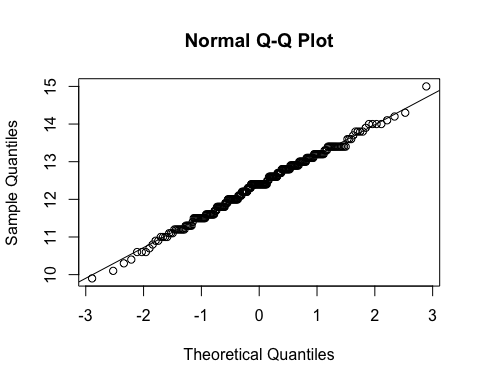 Normal Q-Q Plot
15
14
13
12
11
10
Sample Quantiles
-3 -2 -1 0 1 2 3
Theoretical Quantiles